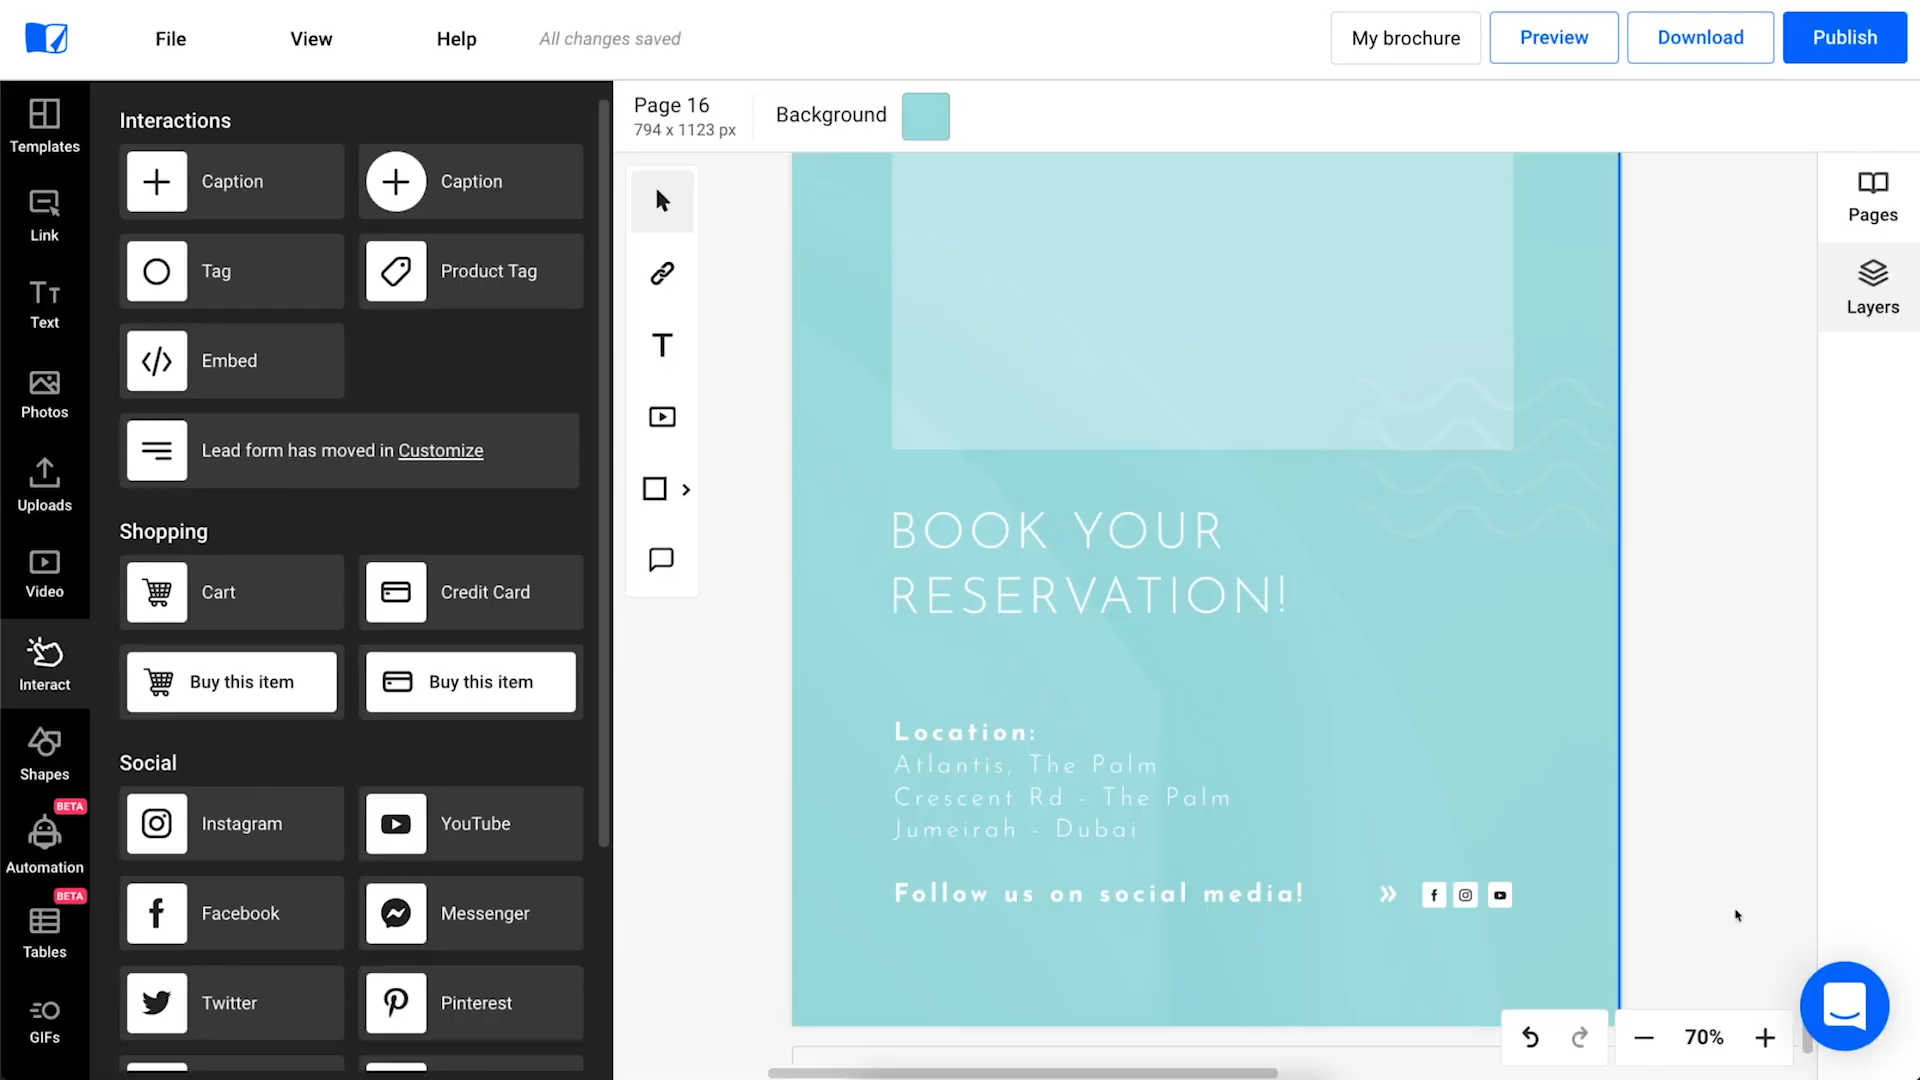 File
View
Help
All changes saved
My brochure
Preview
Download
Publish
Templates
Link
Text
Photos
Uploads
Video
Interact
Shapes
BETA
Automation
BETA
Tables
GIFs
Interactions
Caption
Caption
Tag
Product Tag
Embed
Lead form has moved in Customize
Shopping
Cart
Credit Card
Buy this item
Buy this item
Social
Instagram
YouTube
Facebook
Messenger
Twitter
Pinterest
Page 16
794 x 1123 px
Background
BOOK YOUR
RESERVATION!
Location:
Atlantis, The Palm
Crescent Rd - The Palm
Jumeirah - Dubai
Follow us on social media!
Pages
Layers
70%